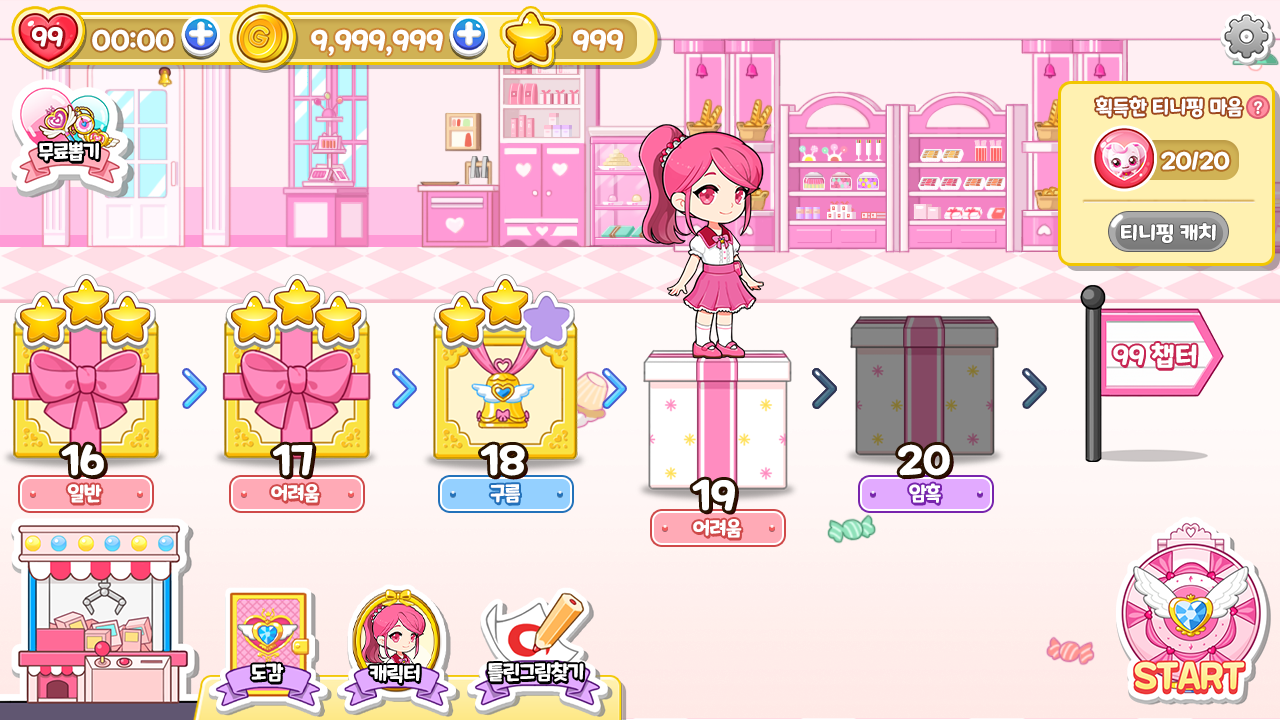 99
00:00
G
9,999,999
999
무료뽑기
획득한 티니핑 마음 ?
20/20
티니핑 캐치
99 챕터
16
일반
17
어려움
18
구름
19
어려움
20
암흑
도감
캐릭터
틀린그림찾기
START